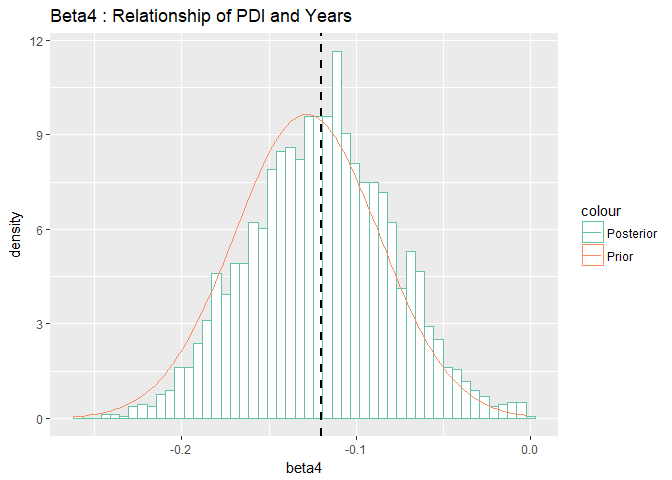 Beta4 : Relationship of PDI and Years
12
9
6
3
0
density
-0.2
-0.1
0.0
beta4
colour
Posterior
Prior